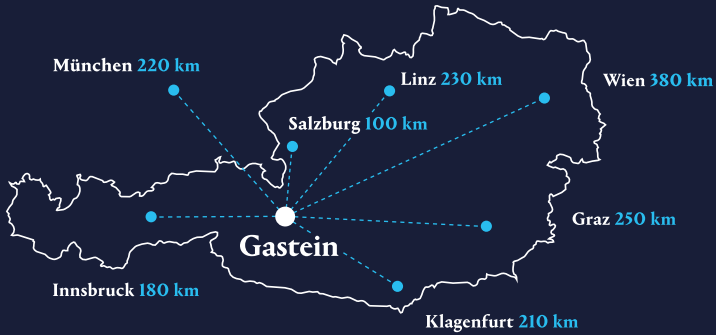 München 220 km
Linz 230 km
Wien 380 km
Salzburg 100 km
Graz 250 km
Gastein
Innsbruck 180 km
Klagenfurt 210 km